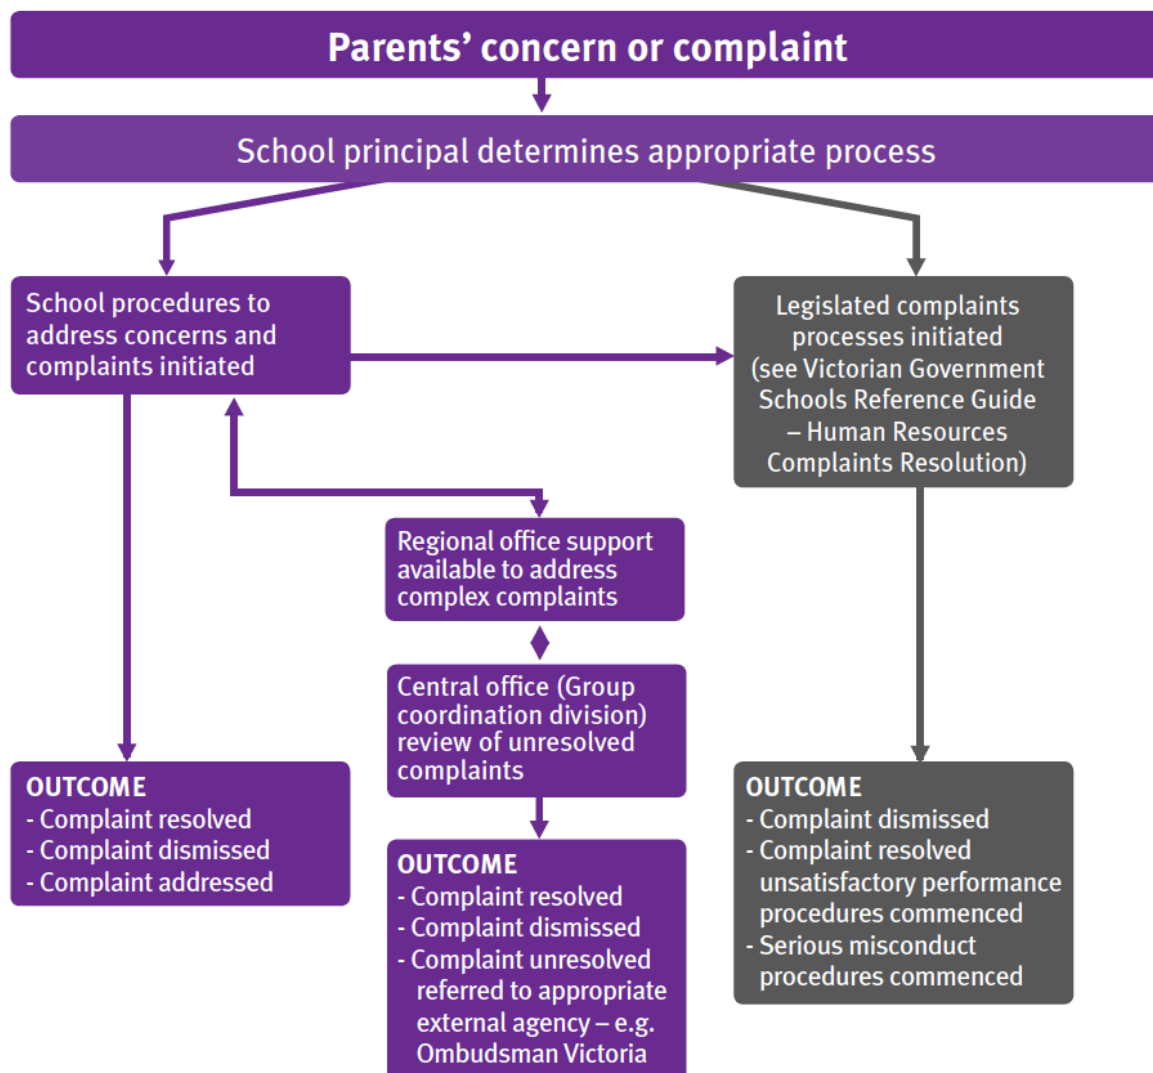 Parents’ concern or complaint
School principal determines appropriate process
School procedures to
address concerns and
complaints initiated
Legislated complaints
processes initiated
(see Victorian Government
Schools Reference Guide
– Human Resources
Complaints Resolution)
Regional office support
available to address
complex complaints
Central office (Group
coordination division)
review of unresolved
complaints
OUTCOME
- Complaint resolved
- Complaint dismissed
- Complaint addressed
OUTCOME
- Complaint resolved
- Complaint dismissed
- Complaint unresolved
referred to appropriate
external agency – e.g.
Ombudsman Victoria
OUTCOME
- Complaint dismissed
- Complaint resolved
unsatisfactory performance
procedures commenced
- Serious misconduct
procedures commenced